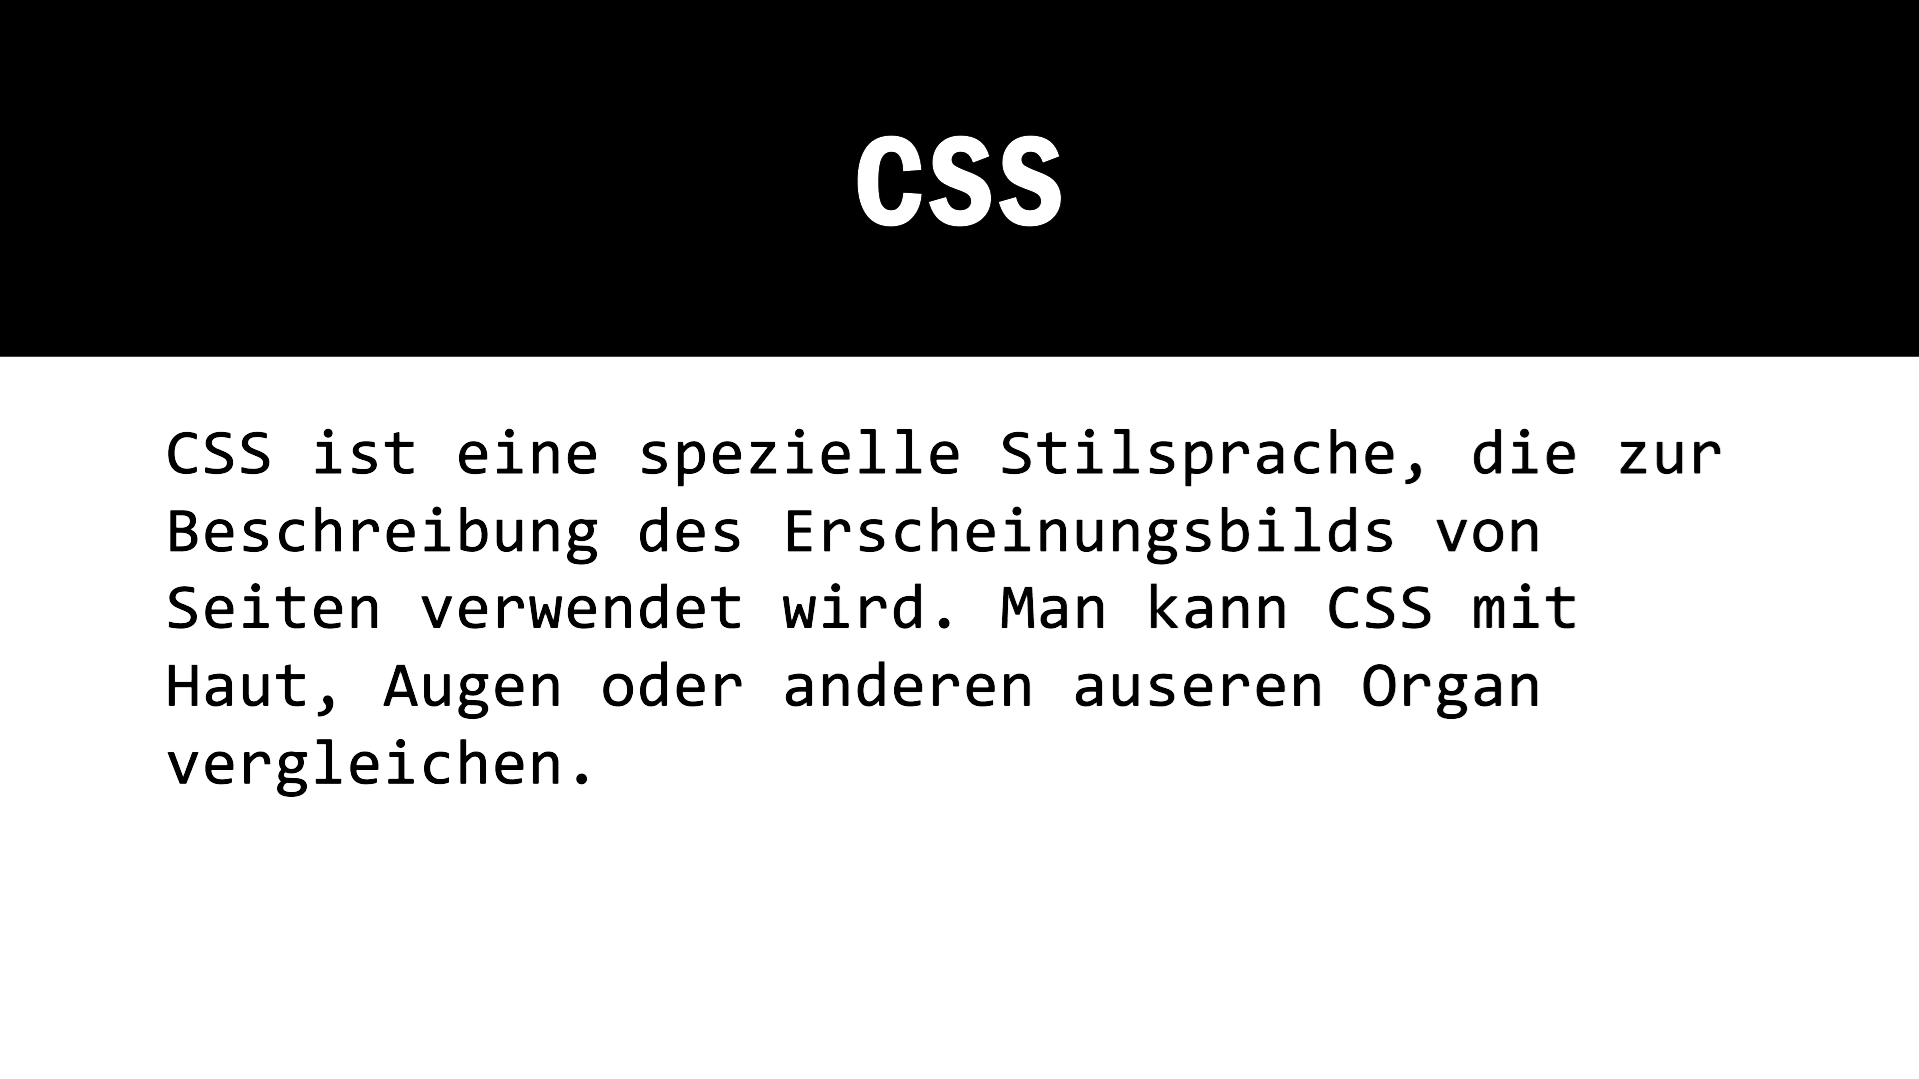 CSS
CSS ist eine spezielle Stilsprache, die zur
Beschreibung des Erscheinungsbilds von
Seiten verwendet wird. Man kann CSS mit
Haut, Augen oder anderen auseren Organ
vergleichen.